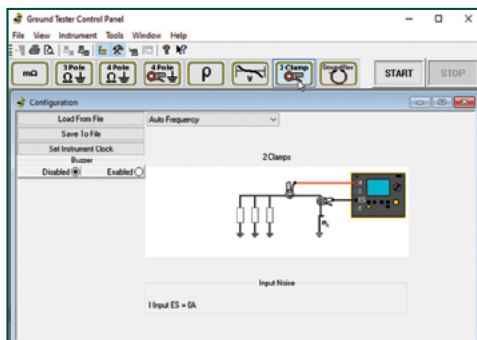 Ground Tester Control Panel
File View Instrument Tools Window Help
mΩ
3 Pole
Ω
4 Pole
Ω
4 Pole
ρ
2 Clamp
GroundFlex
START
STOP
Configuration
Load From File
Auto Frequency
Save To File
Set Instrument Clock
Buzzer
Disabled Enabled
2 Clamps
H
S
ES
E
Input Noise
I Input ES = 0A